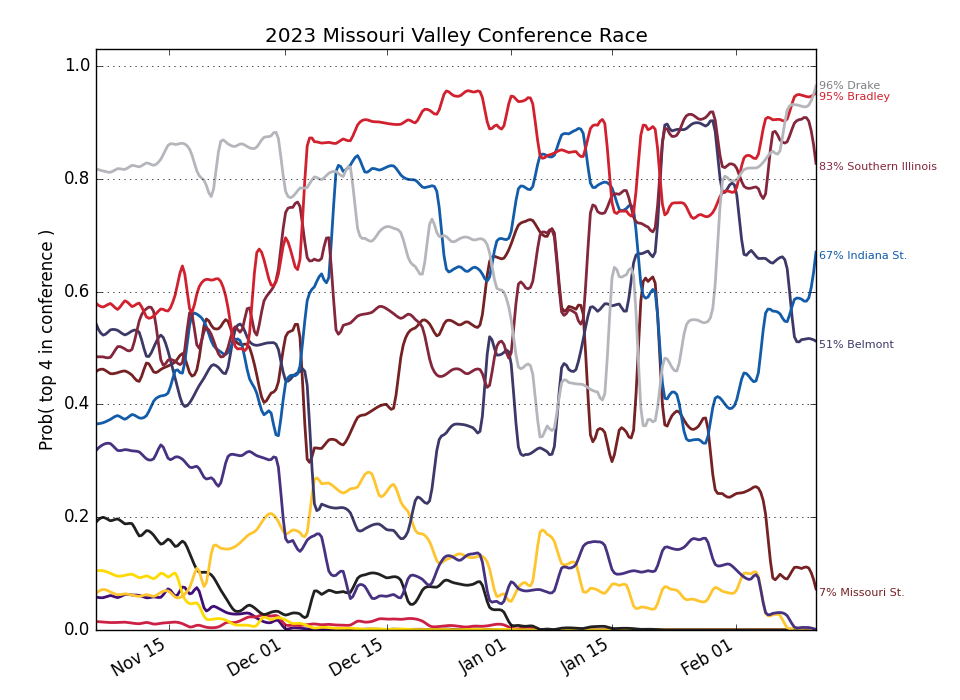 2023 Missouri Valley Conference Race
Prob( top 4 in conference )
1.0
0.8
0.6
0.4
0.2
0.0
Nov 15
Dec 01
Dec 15
Jan 01
Jan 15
Feb 01
96% Drake
95% Bradley
83% Southern Illinois
67% Indiana St.
51% Belmont
7% Missouri St.